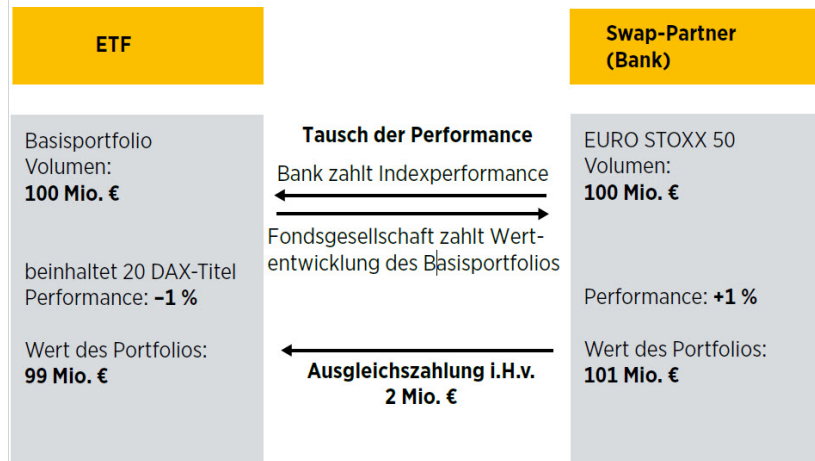 ETF
Swap-Partner
(Bank)
Basisportfolio
Volumen:
100 Mio. €
beinhaltet 20 DAX-Titel
Performance: –1 %
Wert des Portfolios:
99 Mio. €
Tausch der Performance
Bank zahlt Indexperformance
Fondsgesellschaft zahlt Wert-
entwicklung des Basisportfolios
Ausgleichszahlung i.H.v.
2 Mio. €
EURO STOXX 50
Volumen:
100 Mio. €
Performance: +1 %
Wert des Portfolios:
101 Mio. €